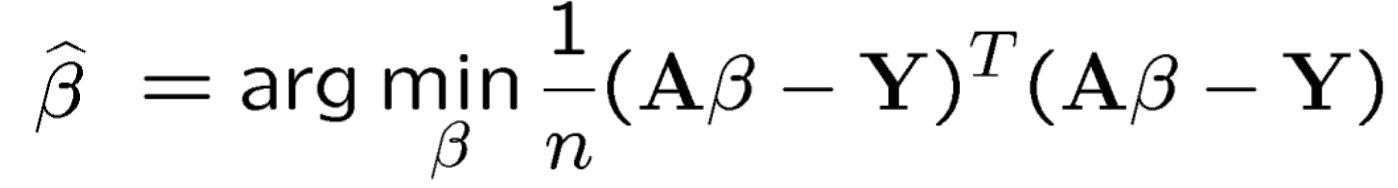 β̂ = arg min_β 1/n (Aβ − Y)^T (Aβ − Y)